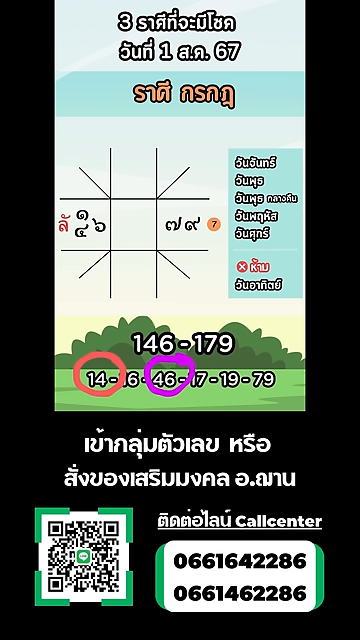 3 ราศีที่จะมีโชค
วันที่ 1 ส.ค. 67
ราศี กรกฎ
วันจันทร์
วันพุธ
วันพุธ กลางคืน
วันพฤหัส
วันศุกร์
ห้าม
วันอาทิตย์
ลั ๑ ๔ ๖
๗ ๙ 7
146 - 179
14 - 16 - 46 - 17 - 19 - 79
เข้ากลุ่มตัวเลข หรือ
สั่งของเสริมมงคล อ.ฌาน
ติดต่อไลน์ Callcenter
0661642286
0661462286